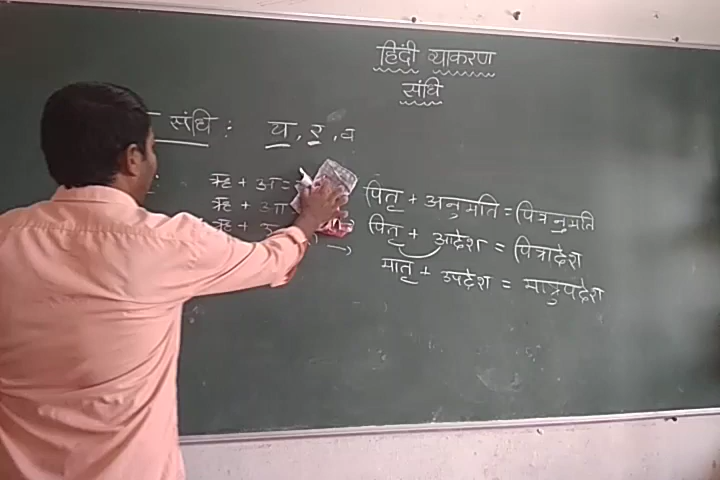 हिंदी व्याकरण
संधि
संधि : य, र, व
ऋ + अ =
पितृ + अनुमति = पित्रनुमति
ऋ + आ
पितृ + आदेश = पित्रादेश
ऋ +
→ मातृ + उपदेश = मात्रुपदेश